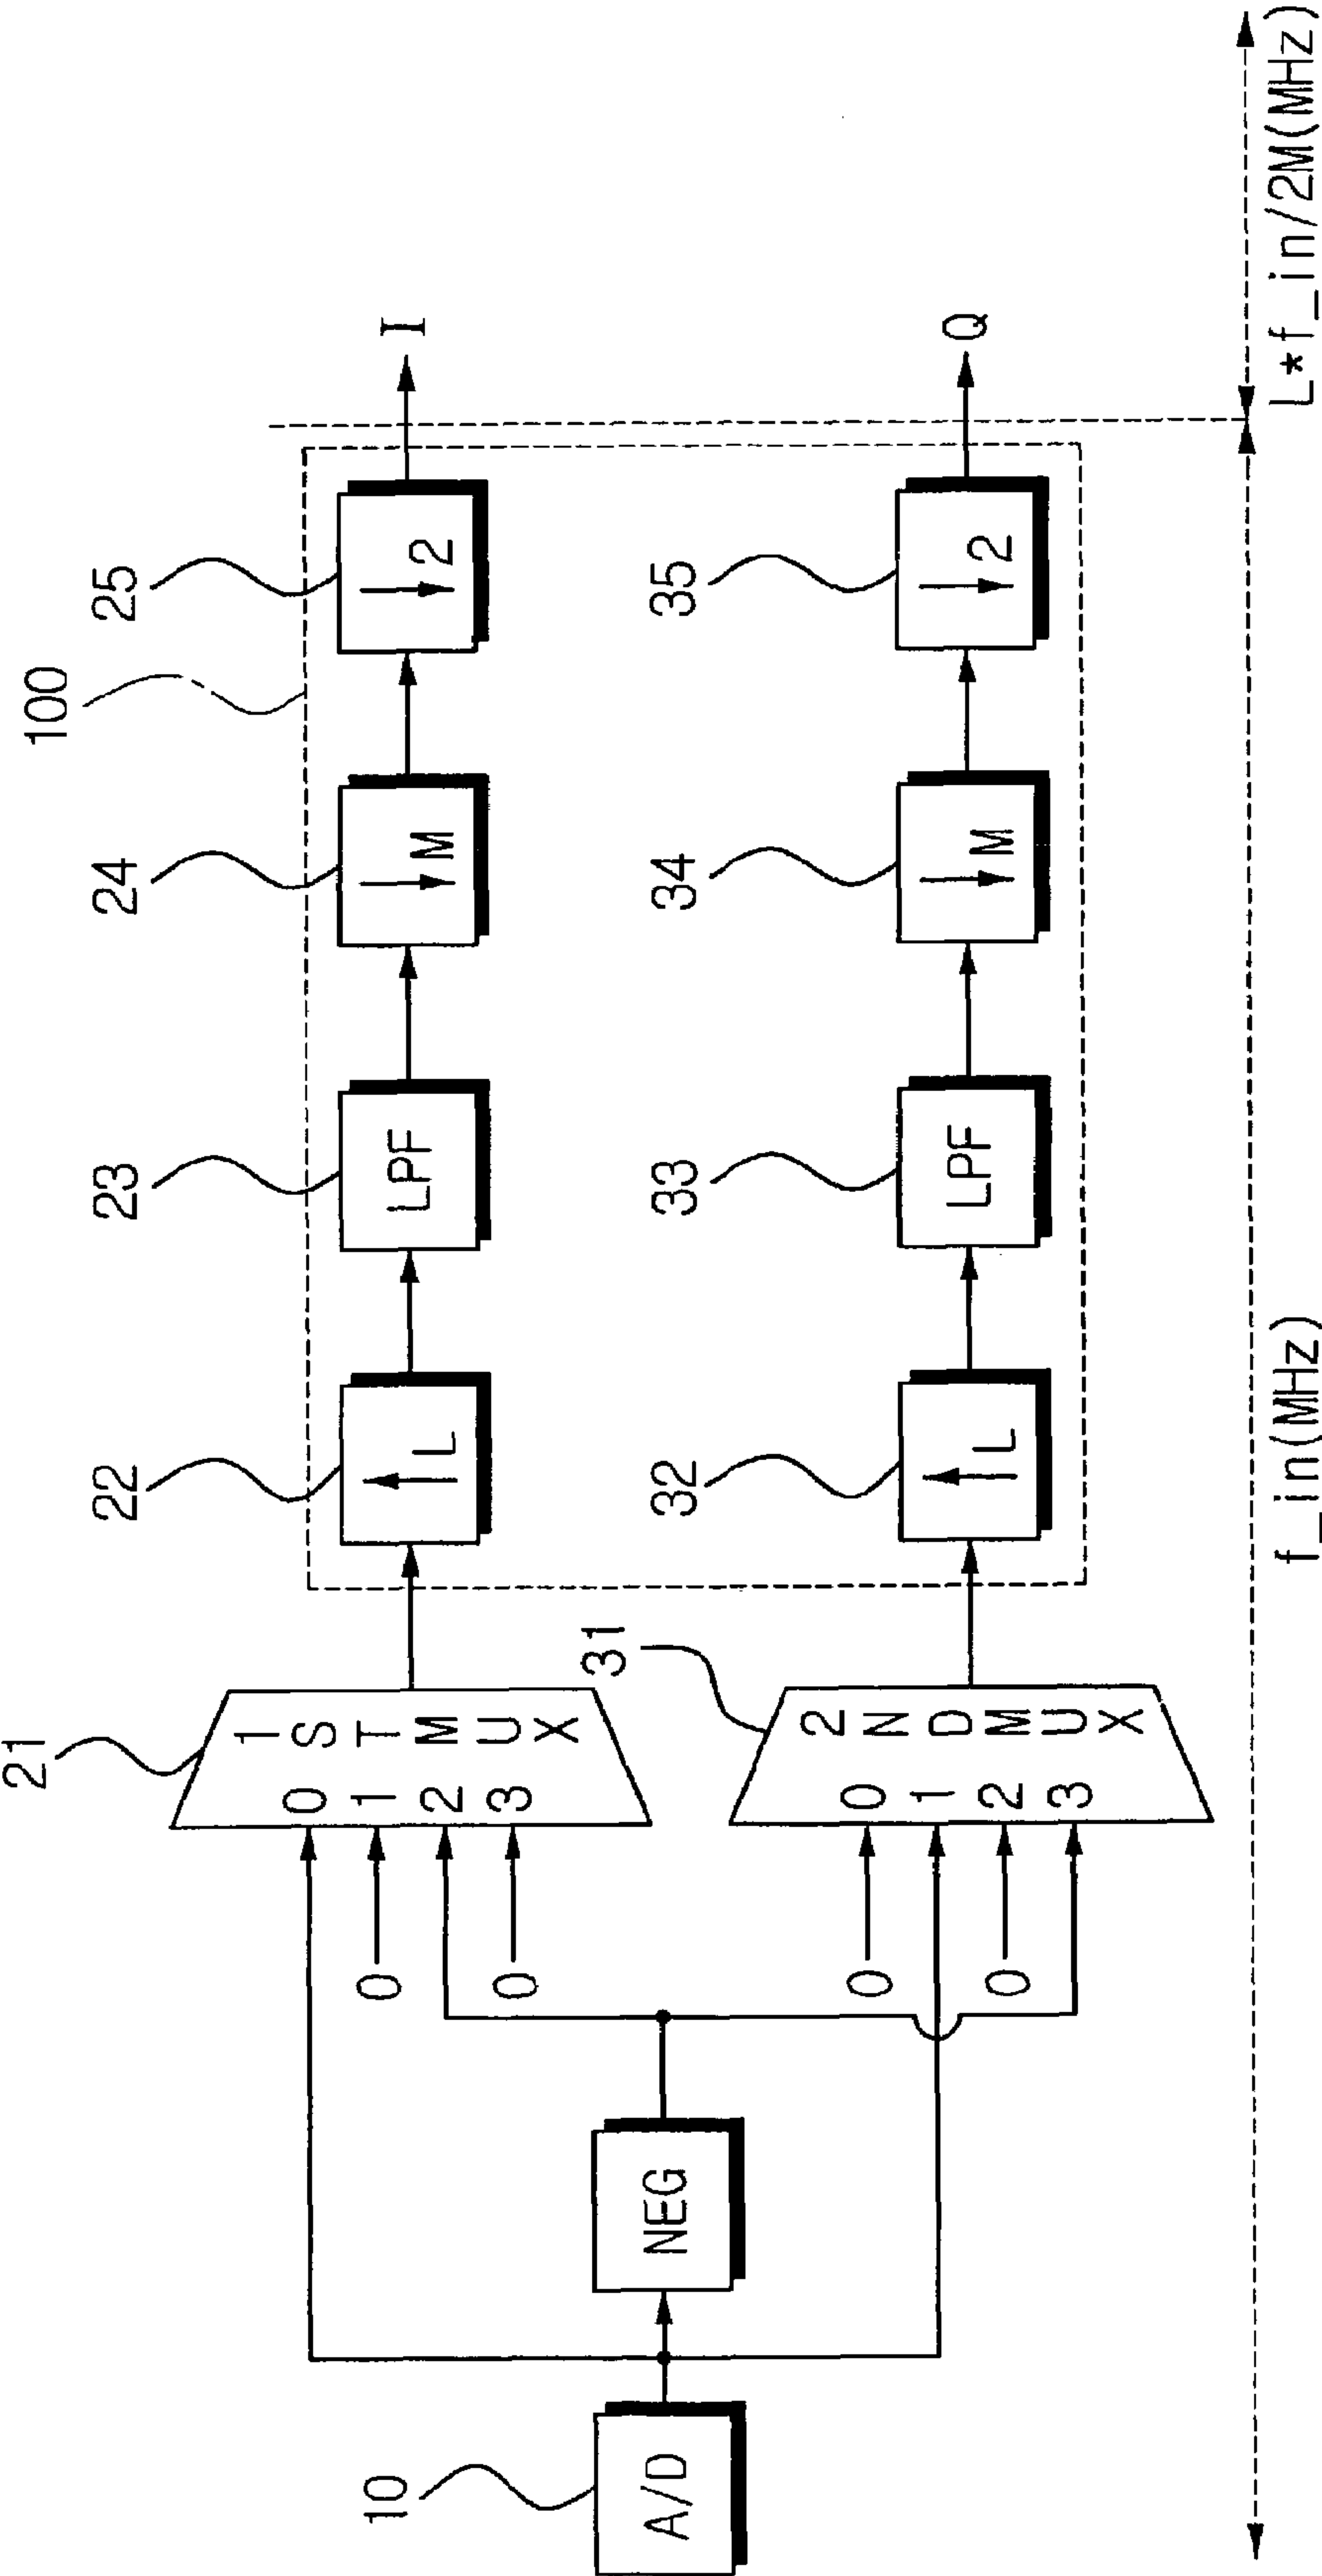 100
21
22
23
24
25
1ST MUX
0
1
2
3
↑L
LPF
↓M
↓2
I
0
0
10
A/D
NEG
31
32
33
34
35
2ND MUX
0
1
2
3
↑L
LPF
↓M
↓2
Q
0
0
f_in(MHz)
L*f_in/2M(MHz)